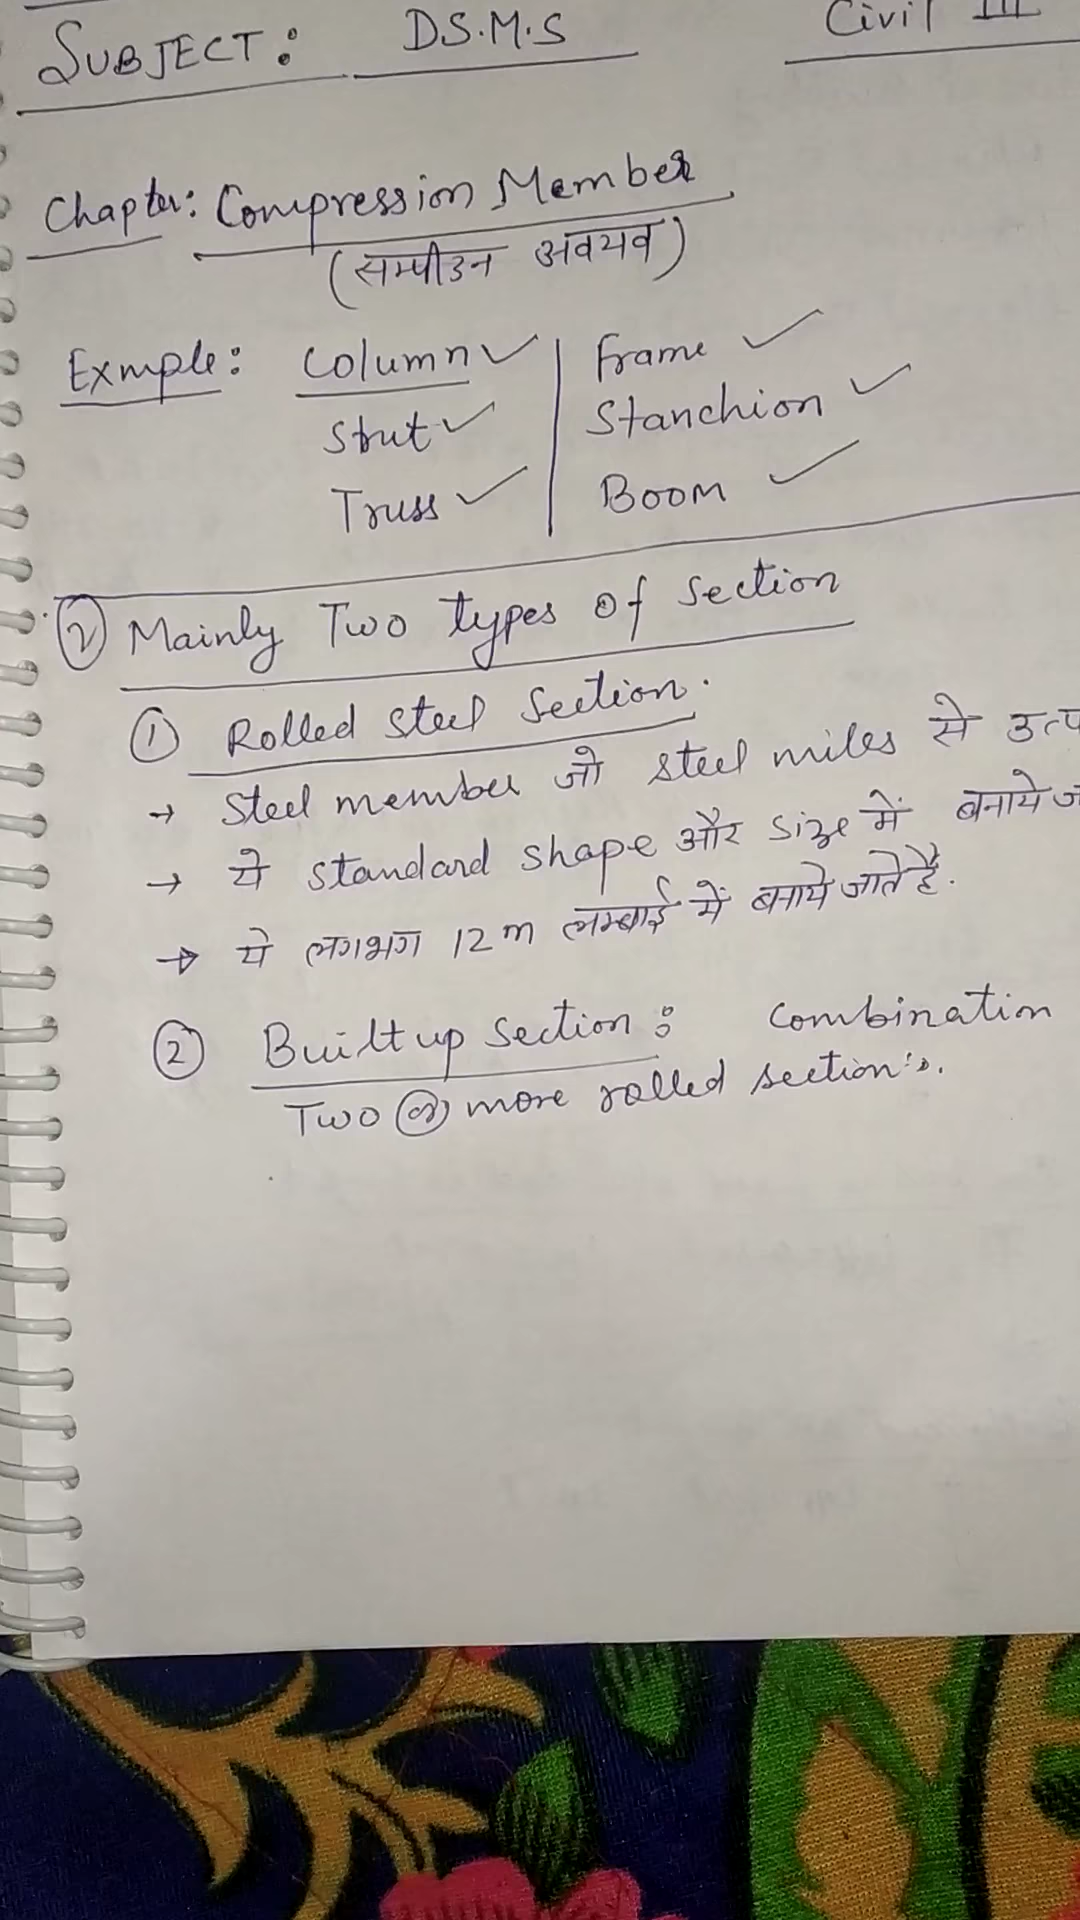 SUBJECT: DS.M.S Civil III
Chapter: Compression Member
(सम्पीडन अवयव)
Exmple: Column ✓ | Frame ✓
Strut ✓ | Stanchion ✓
Truss ✓ | Boom ✓
② Mainly Two types of Section
① Rolled Steel Section.
→ Steel member जो steel miles से
→ ये standard shape और size में बनाये
→ ये लगभग 12m लम्बाई में बनाये जाते हैं.
② Built up section: Combination
Two or more rolled section's.